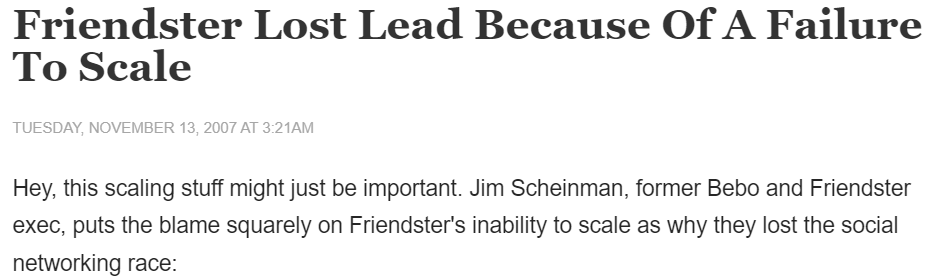 Friendster Lost Lead Because Of A Failure
To Scale
TUESDAY, NOVEMBER 13, 2007 AT 3:21AM
Hey, this scaling stuff might just be important. Jim Scheinman, former Bebo and Friendster
exec, puts the blame squarely on Friendster's inability to scale as why they lost the social
networking race: